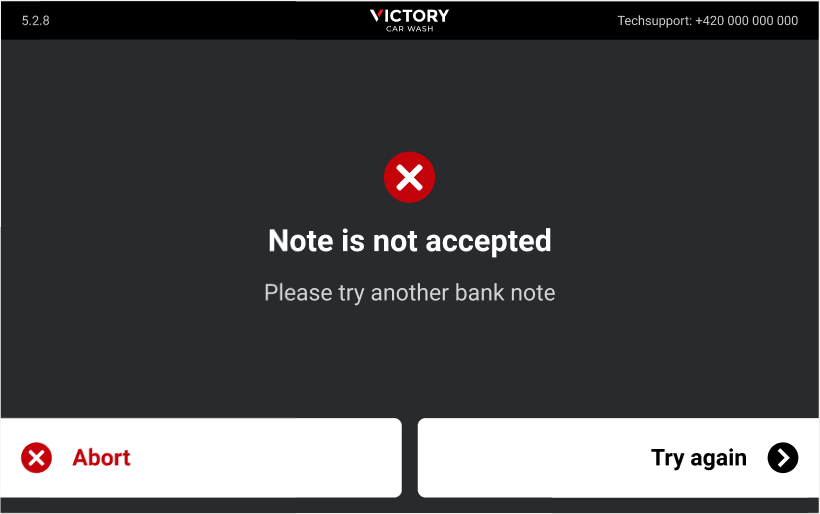 5.2.8
VICTORY
CAR WASH
Techsupport: +420 000 000 000
Note is not accepted
Please try another bank note
Abort
Try again